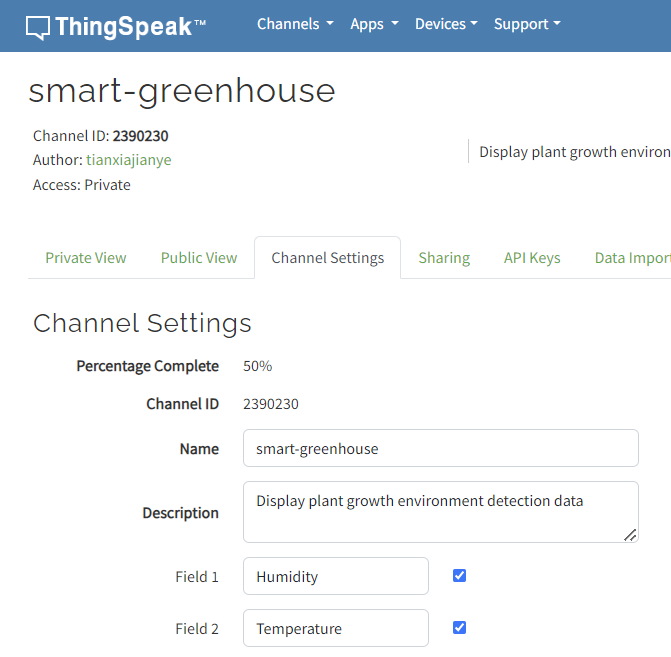 ThingSpeak™ Channels Apps Devices Support
smart-greenhouse
Channel ID: 2390230
Author: tianxiajianye
Access: Private
Display plant growth environ
Private View Public View Channel Settings Sharing API Keys Data Import
Channel Settings
Percentage Complete 50%
Channel ID 2390230
Name smart-greenhouse
Description Display plant growth environment detection data
Field 1 Humidity
Field 2 Temperature